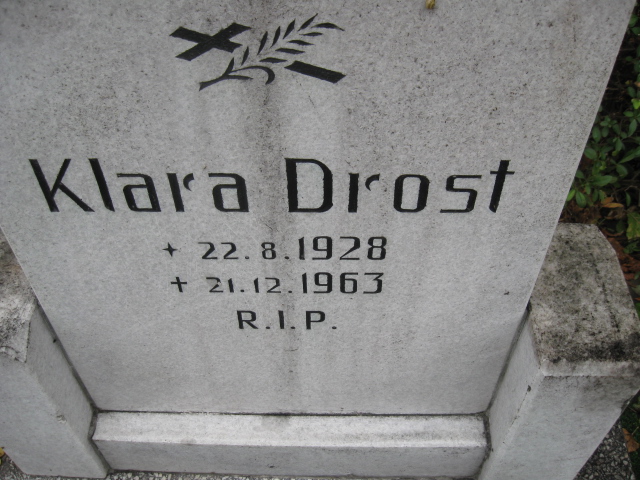 Klara Drost
+ 22.8.1928
+ 21.12.1963
R.I.P.